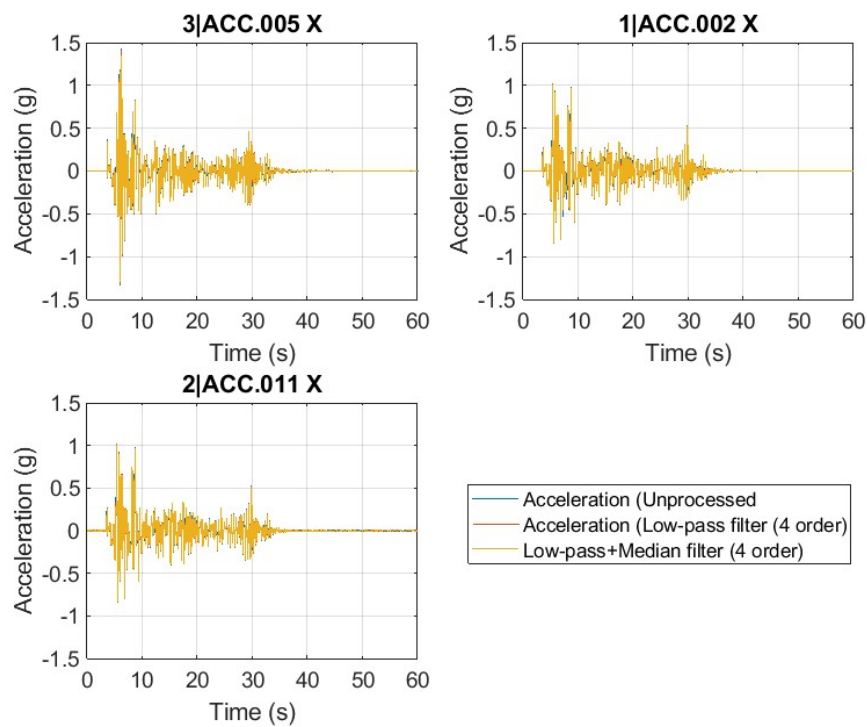 3|ACC.005 X
1.5
1
0.5
0
-0.5
-1
-1.5
Acceleration (g)
0 10 20 30 40 50 60
Time (s)
1|ACC.002 X
1.5
1
0.5
0
-0.5
-1
-1.5
Acceleration (g)
0 10 20 30 40 50 60
Time (s)
2|ACC.011 X
1.5
1
0.5
0
-0.5
-1
-1.5
Acceleration (g)
0 10 20 30 40 50 60
Time (s)
Acceleration (Unprocessed
Acceleration (Low-pass filter (4 order)
Low-pass+Median filter (4 order)